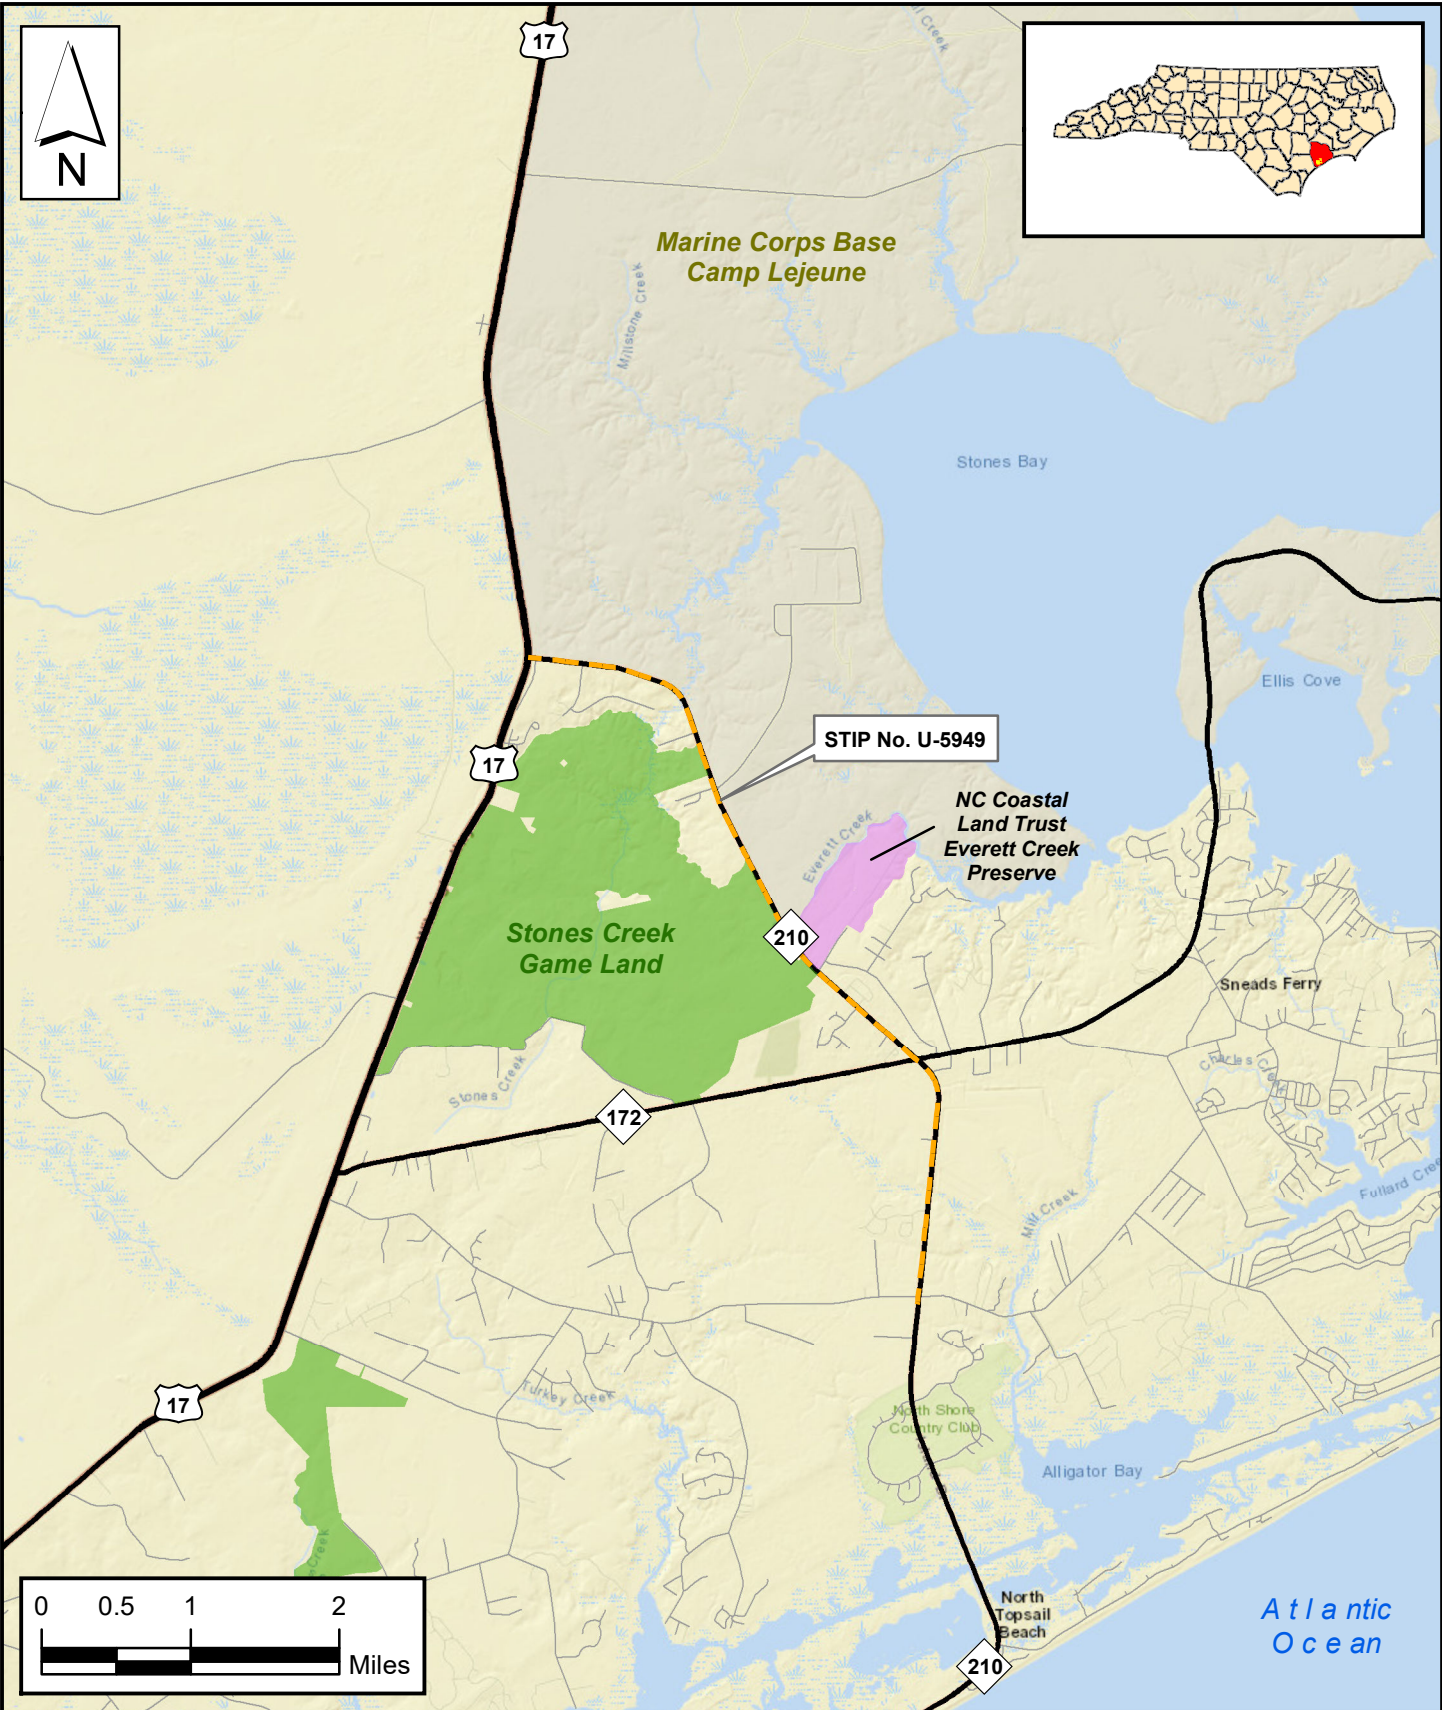 17
N
Marine Corps Base
Camp Lejeune
Millstone Creek
Stones Bay
Ellis Cove
STIP No. U-5949
17
NC Coastal
Land Trust
Everett Creek
Preserve
Everett Creek
210
Stones Creek
Game Land
Sneads Ferry
Charles Creek
Stones Creek
172
Mill Creek
Fullard Cree
Turkey Creek
17
North Shore
Country Club
Alligator Bay
Creek
North
Topsail
Beach
210
Atlantic
Ocean
0 0.5 1 2
Miles